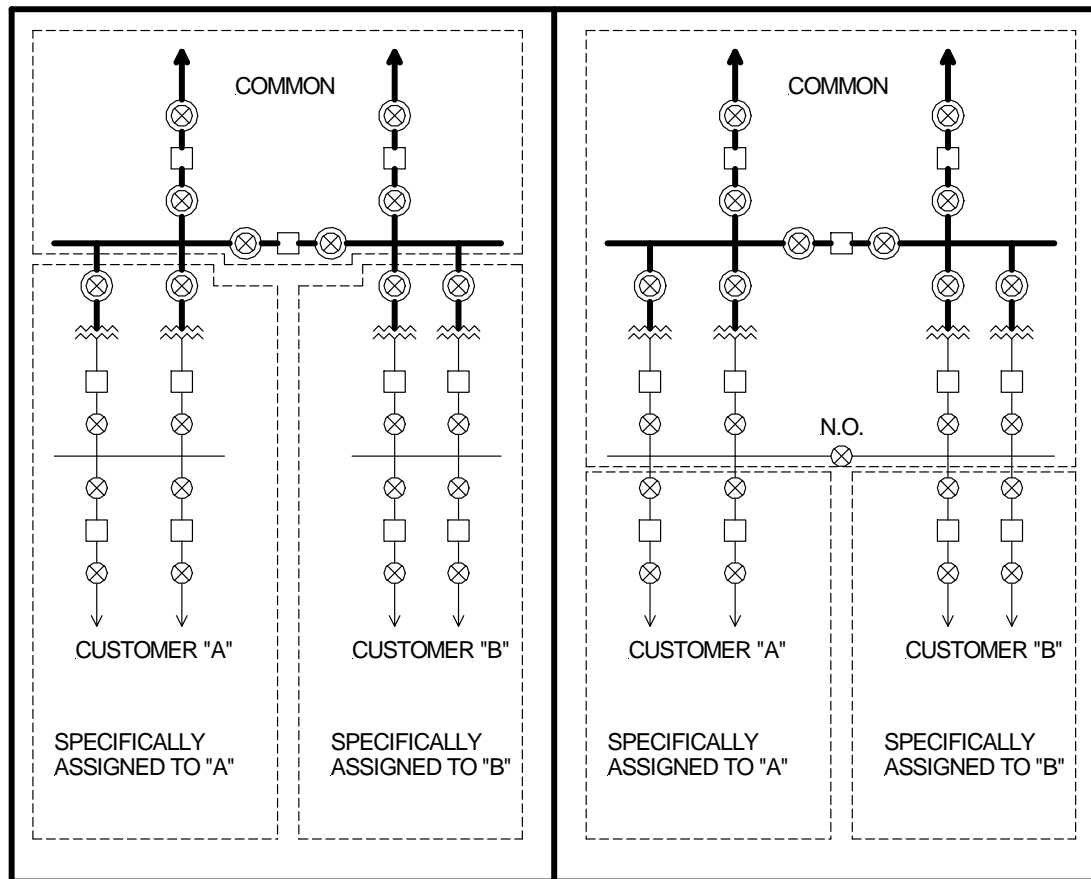 COMMON
CUSTOMER "A"
CUSTOMER "B"
SPECIFICALLY
ASSIGNED TO "A"
SPECIFICALLY
ASSIGNED TO "B"
COMMON
N.O.
CUSTOMER "A"
CUSTOMER "B"
SPECIFICALLY
ASSIGNED TO "A"
SPECIFICALLY
ASSIGNED TO "B"